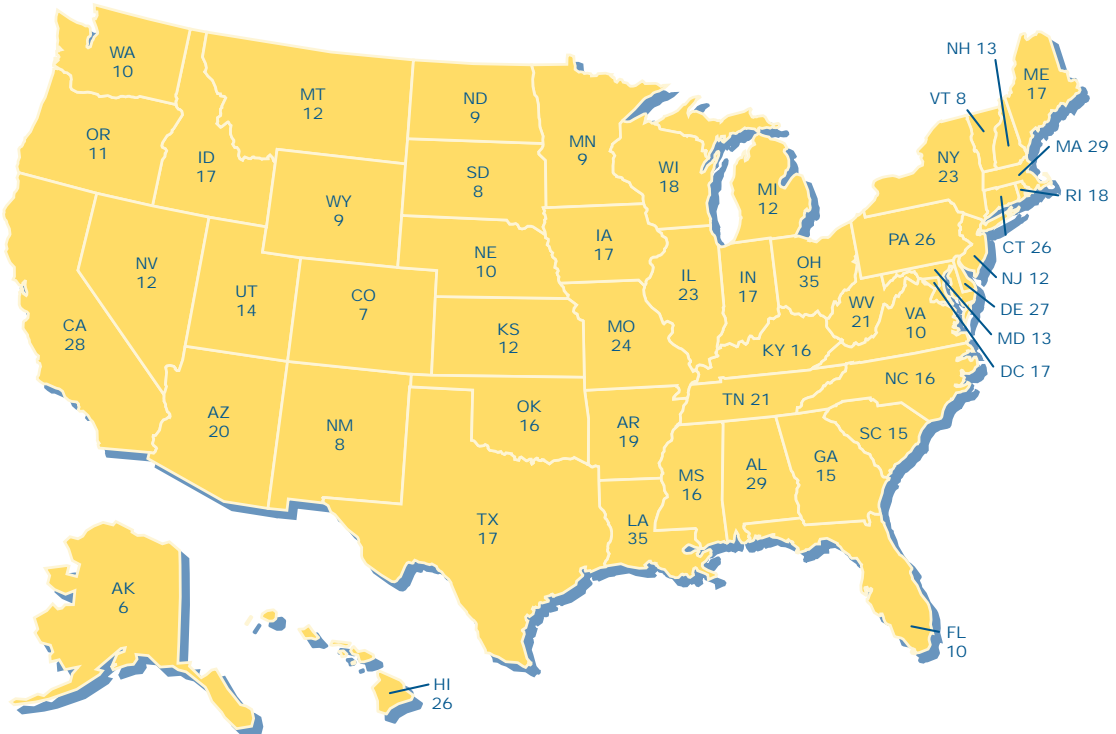 NH 13
WA
10
ME
17
MT
12
ND
9
VT 8
OR
11
MN
9
MA 29
ID
17
NY
23
SD
8
WI
18
MI
12
RI 18
WY
9
IA
17
PA 26
CT 26
NE
10
NV
12
OH
35
IL
23
IN
17
NJ 12
UT
14
CO
7
WV
21
DE 27
VA
10
CA
28
KS
12
MO
24
MD 13
KY 16
DC 17
NC 16
TN 21
AZ
20
OK
16
NM
8
AR
19
SC 15
GA
15
AL
29
MS
16
TX
17
LA
35
AK
6
FL
10
HI
26